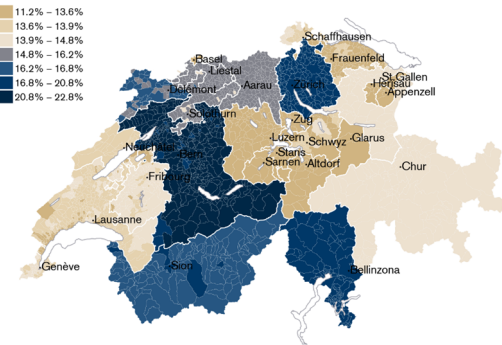 11.2% – 13.6%
13.6% – 13.9%
13.9% – 14.8%
14.8% – 16.2%
16.2% – 16.8%
16.8% – 20.8%
20.8% – 22.8%
Schaffhausen
Basel
Frauenfeld
Liestal
St.Gallen
Herisau
Appenzell
Delémont
Aarau
Zürich
Solothurn
Zug
Neuchâtel
Bern
Luzern
Schwyz
Glarus
Stans
Sarnen
Altdorf
Chur
Fribourg
Lausanne
Genève
Sion
Bellinzona